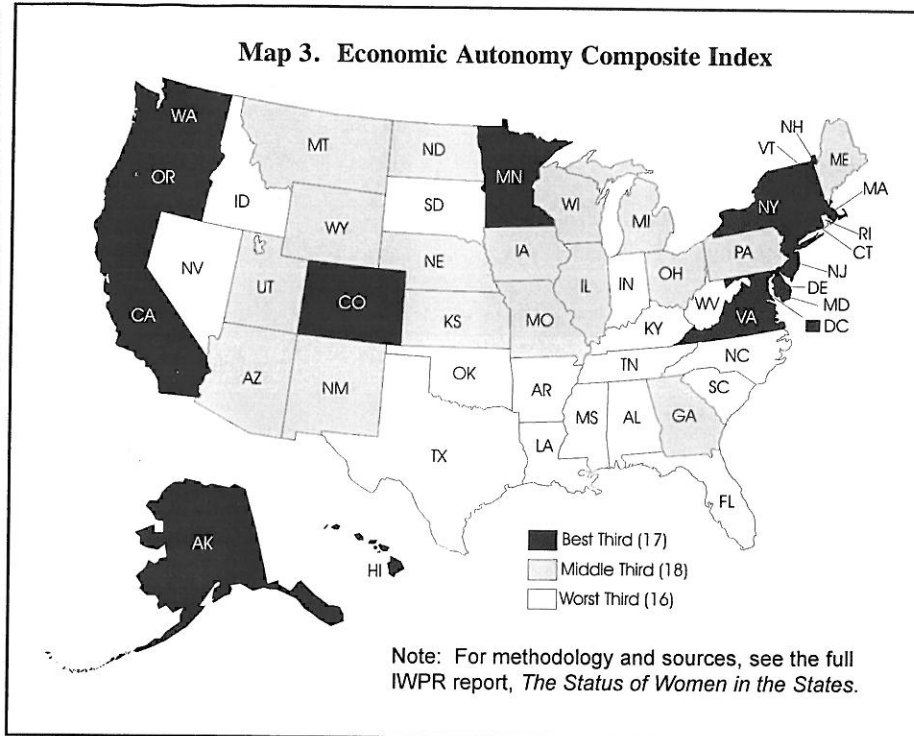 Map 3. Economic Autonomy Composite Index
WA
MT
ND
MN
NH
VT
ME
OR
ID
SD
WI
MI
NY
MA
WY
RI
CT
NV
NE
IA
PA
NJ
UT
CO
IL
IN
OH
DE
MD
CA
KS
MO
WV
VA
DC
KY
AZ
NM
OK
TN
NC
AR
SC
MS
AL
GA
TX
LA
FL
AK
HI
Best Third (17)
Middle Third (18)
Worst Third (16)
Note: For methodology and sources, see the full
IWPR report, The Status of Women in the States.